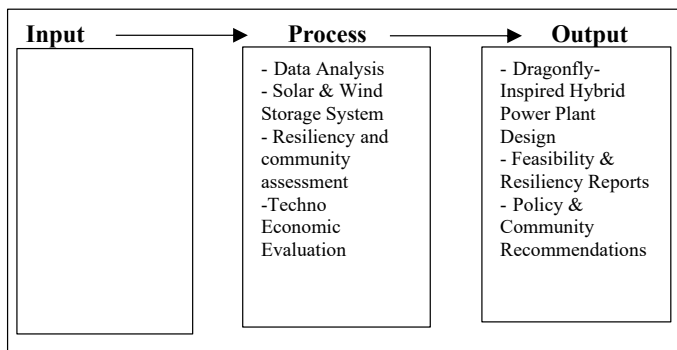 Input
Process
Output
- Data Analysis
- Solar & Wind
Storage System
- Resiliency and
community
assessment
-Techno
Economic
Evaluation
- Dragonfly-
Inspired Hybrid
Power Plant
Design
- Feasibility &
Resiliency Reports
- Policy &
Community
Recommendations